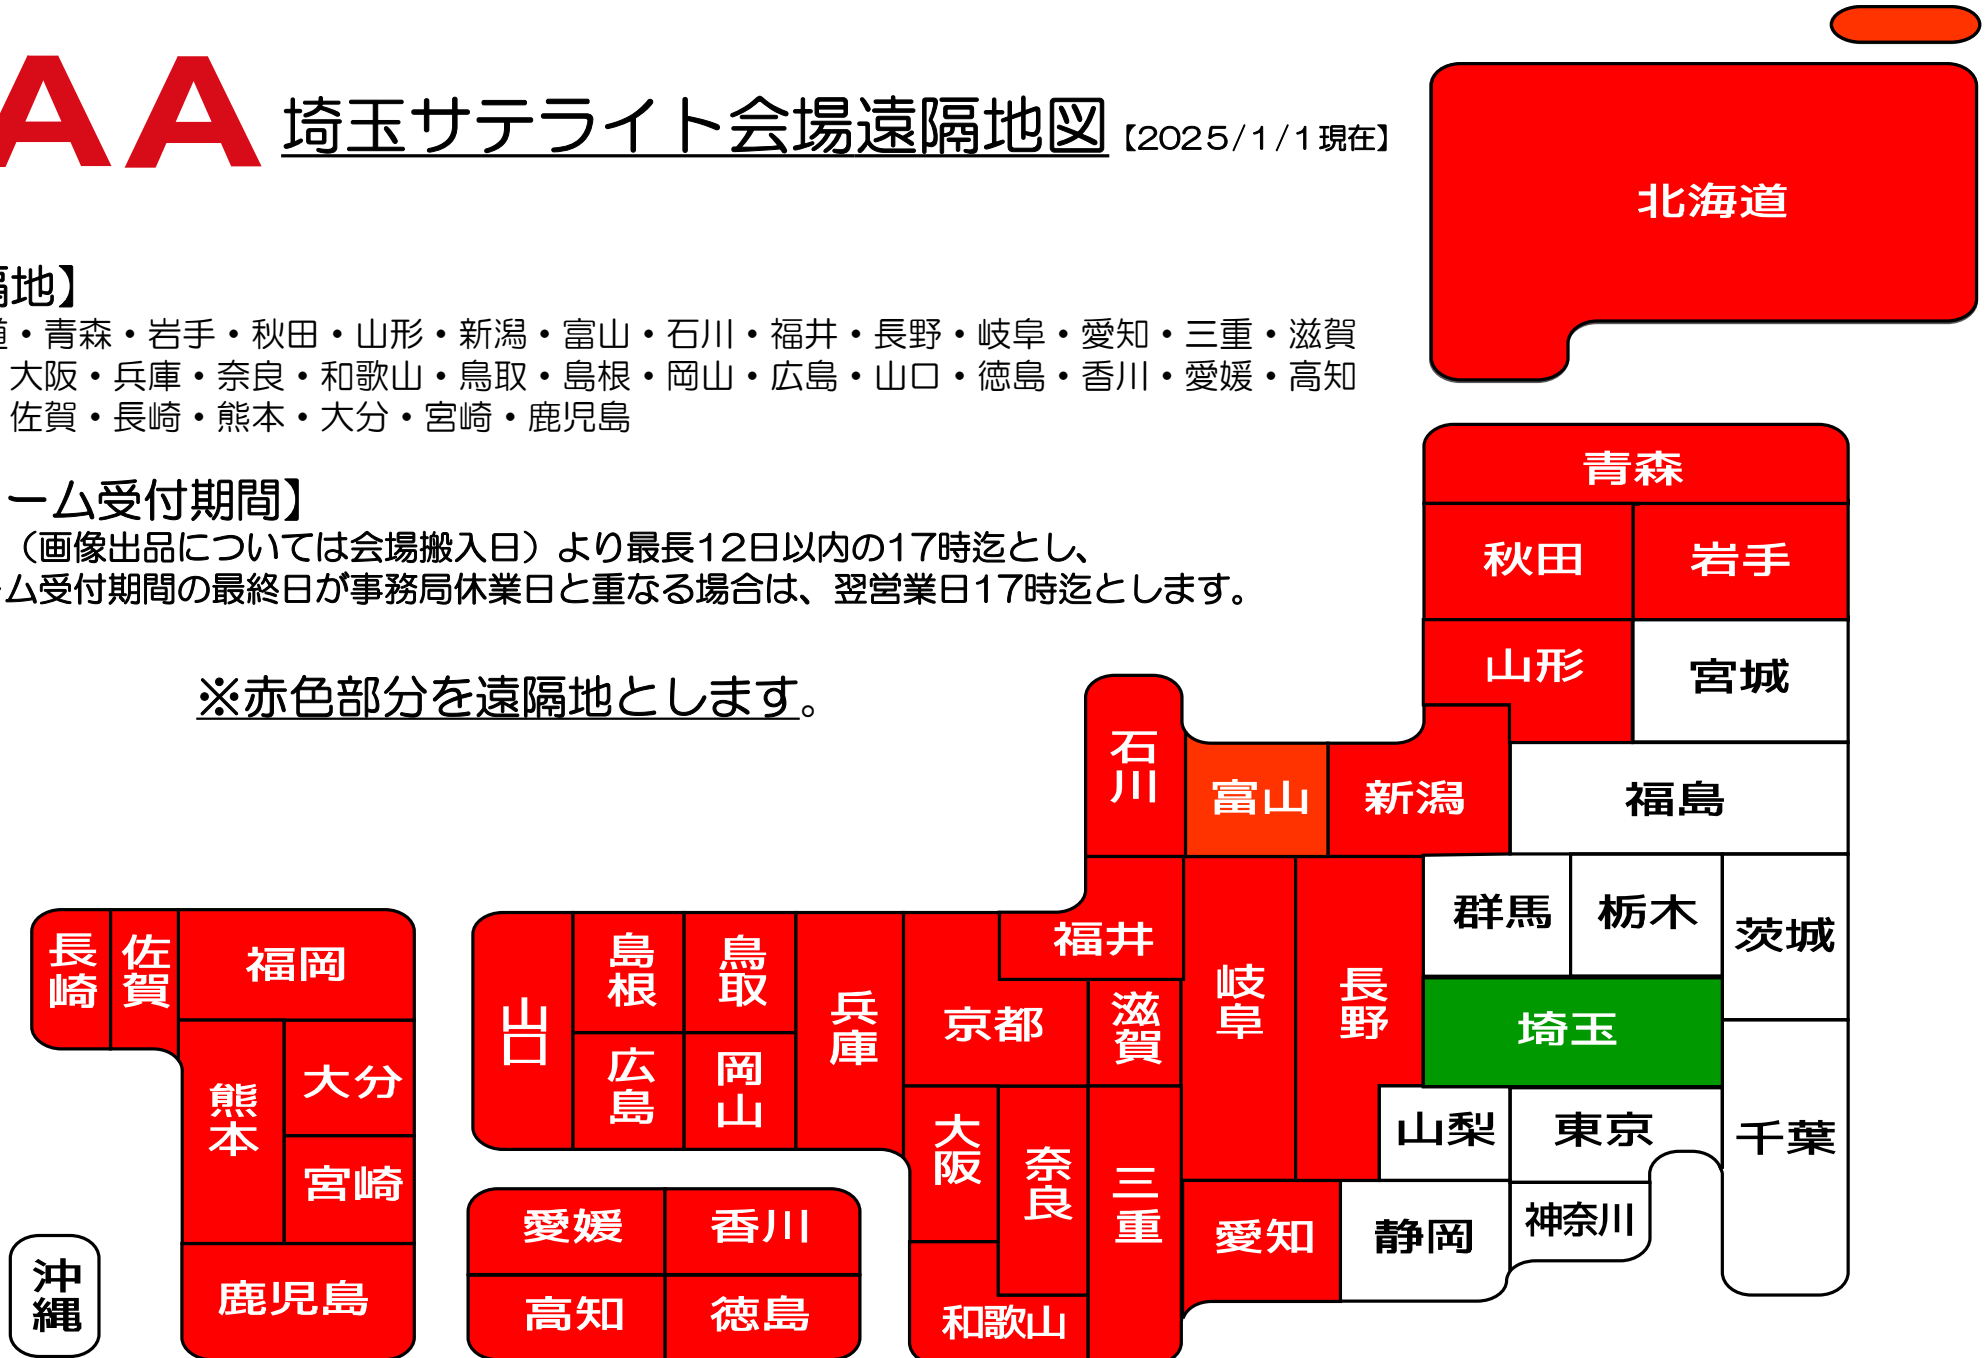 AA 埼玉サテライト会場遠隔地図【2025/1/1現在】
隔地】
道・青森・岩手・秋田・山形・新潟・富山・石川・福井・長野・岐阜・愛知・三重・滋賀
大阪・兵庫・奈良・和歌山・鳥取・島根・岡山・広島・山口・徳島・香川・愛媛・高知
佐賀・長崎・熊本・大分・宮崎・鹿児島
ーム受付期間】
（画像出品については会場搬入日）より最長12日以内の17時迄とし、
ーム受付期間の最終日が事務局休業日と重なる場合は、翌営業日17時迄とします。
※赤色部分を遠隔地とします。
北海道
青森
秋田
岩手
山形
宮城
石川
富山
新潟
福島
群馬
栃木
茨城
福井
岐阜
長野
埼玉
長崎
佐賀
福岡
山口
島根
鳥取
兵庫
京都
滋賀
熊本
大分
広島
岡山
大阪
奈良
三重
山梨
東京
千葉
宮崎
愛媛
香川
愛知
静岡
神奈川
沖縄
鹿児島
高知
徳島
和歌山